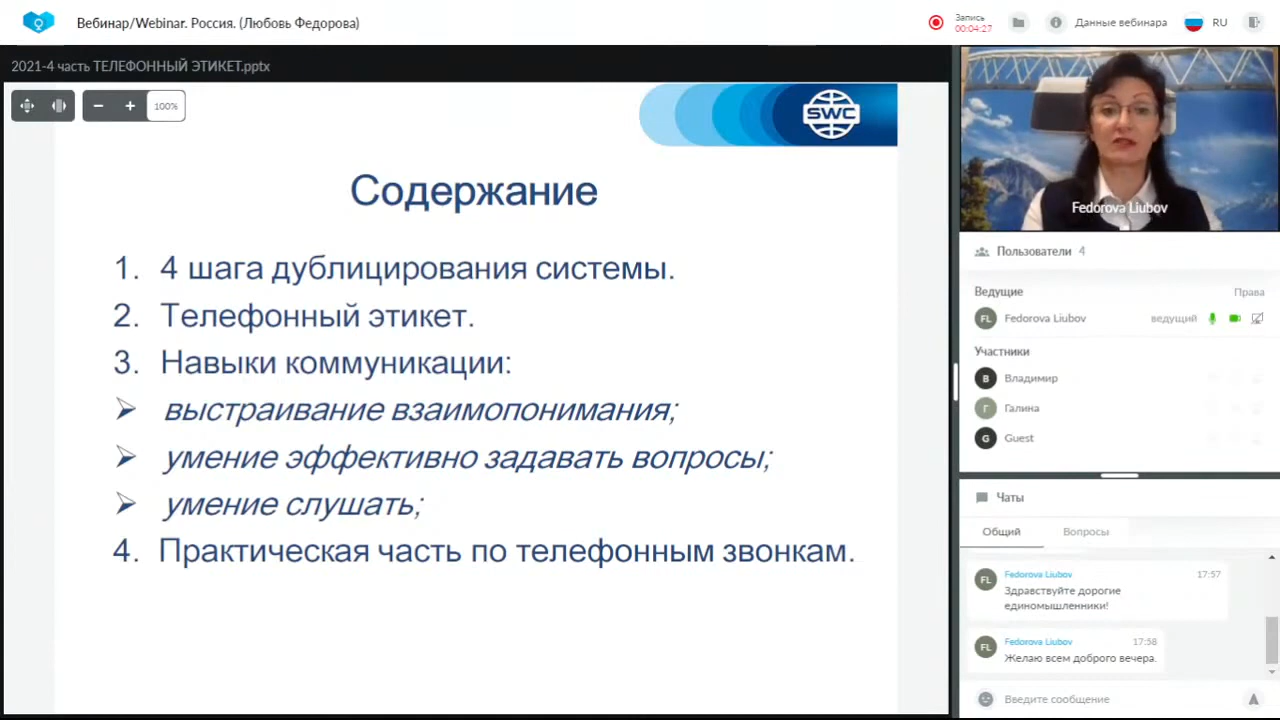 Вебинар/Webinar. Россия. (Любовь Федорова)
Запись
00:04:27
Данные вебинара
RU
2021-4 часть ТЕЛЕФОННЫЙ ЭТИКЕТ.pptx
100%
SWC
Содержание
1. 4 шага дублицирования системы.
2. Телефонный этикет.
3. Навыки коммуникации:
выстраивание взаимопонимания;
умение эффективно задавать вопросы;
умение слушать;
4. Практическая часть по телефонным звонкам.
Fedorova Liubov
Пользователи 4
Ведущие Права
FL Fedorova Liubov ведущий
Участники
В Владимир
Г Галина
G Guest
Чаты
Общий Вопросы
FL Fedorova Liubov 17:57
Здравствуйте дорогие
единомышленники!
FL Fedorova Liubov 17:58
Желаю всем доброго вечера.
Введите сообщение